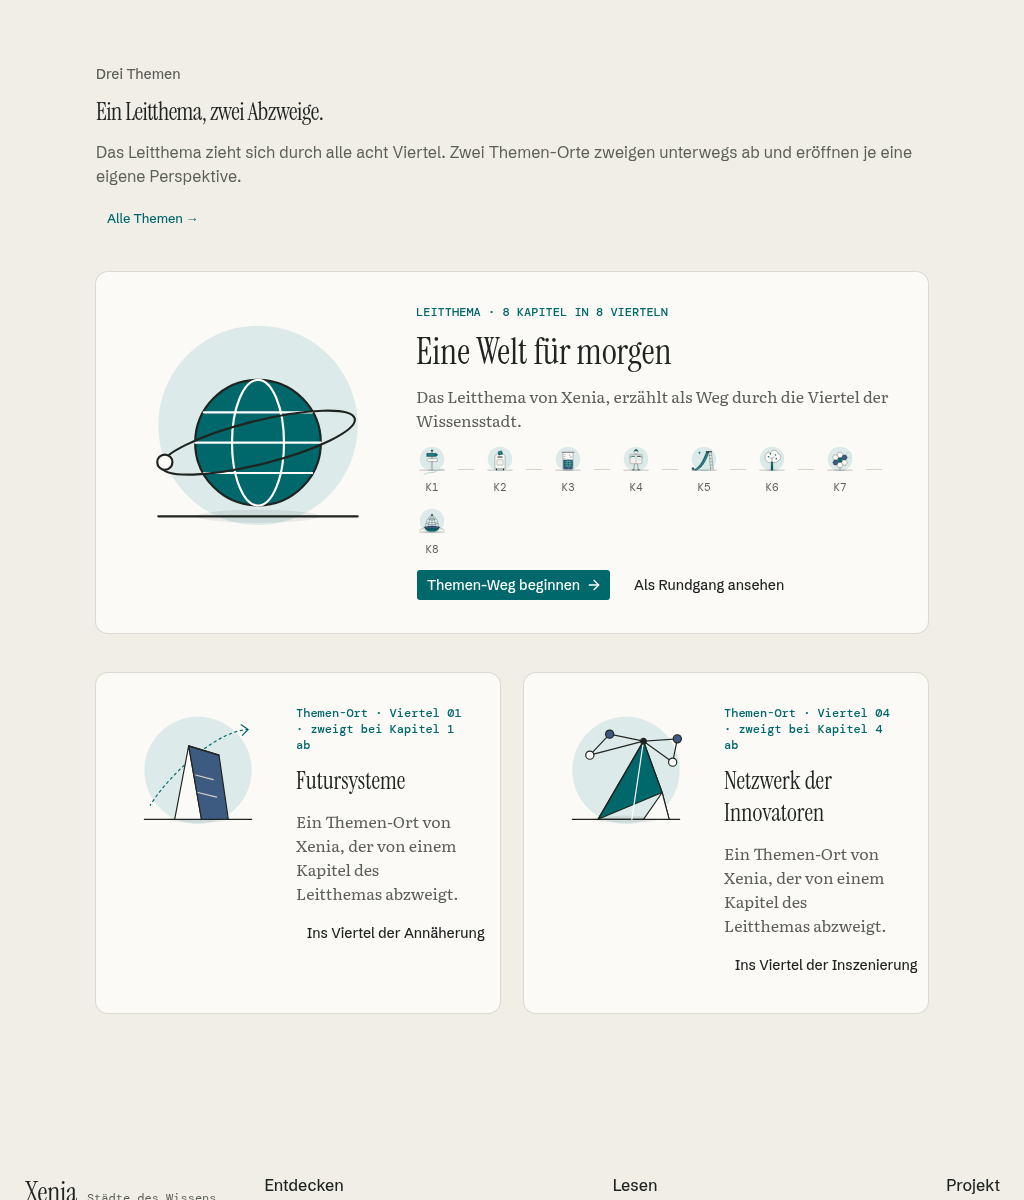 Drei Themen
Ein Leitthema, zwei Abzweige.
Das Leitthema zieht sich durch alle acht Viertel. Zwei Themen-Orte zweigen unterwegs ab und eröffnen je eine
eigene Perspektive.
Alle Themen →
LEITTHEMA · 8 KAPITEL IN 8 VIERTELN
Eine Welt für morgen
Das Leitthema von Xenia, erzählt als Weg durch die Viertel der
Wissensstadt.
K1 K2 K3 K4 K5 K6 K7
K8
Themen-Weg beginnen → Als Rundgang ansehen
Themen-Ort · Viertel 01
· zweigt bei Kapitel 1
ab
Futursysteme
Ein Themen-Ort von
Xenia, der von einem
Kapitel des
Leitthemas abzweigt.
Ins Viertel der Annäherung
Themen-Ort · Viertel 04
· zweigt bei Kapitel 4
ab
Netzwerk der
Innovatoren
Ein Themen-Ort von
Xenia, der von einem
Kapitel des
Leitthemas abzweigt.
Ins Viertel der Inszenierung
Xenia Städte des Wissens
Entdecken
Lesen
Projekt